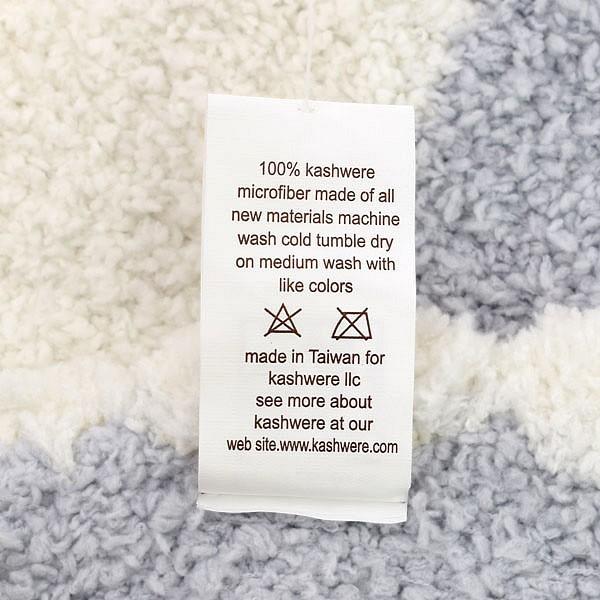 100% kashwere
microfiber made of all
new materials machine
wash cold tumble dry
on medium wash with
like colors
made in Taiwan for
kashwere llc
see more about
kashwere at our
web site.www.kashwere.com